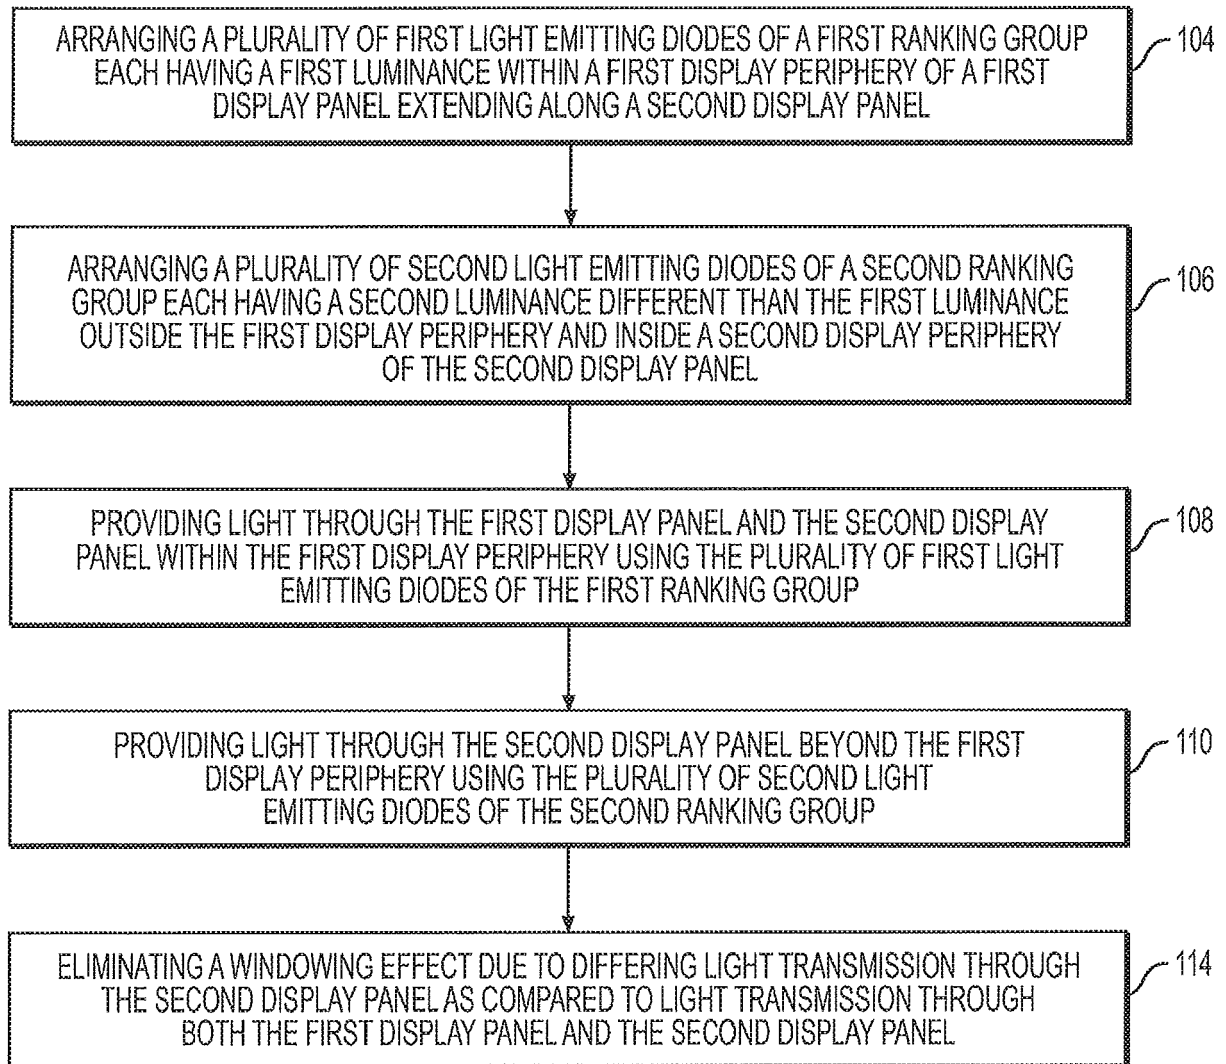 ARRANGING A PLURALITY OF FIRST LIGHT EMITTING DIODES OF A FIRST RANKING GROUP
EACH HAVING A FIRST LUMINANCE WITHIN A FIRST DISPLAY PERIPHERY OF A FIRST
DISPLAY PANEL EXTENDING ALONG A SECOND DISPLAY PANEL
104
ARRANGING A PLURALITY OF SECOND LIGHT EMITTING DIODES OF A SECOND RANKING
GROUP EACH HAVING A SECOND LUMINANCE DIFFERENT THAN THE FIRST LUMINANCE
OUTSIDE THE FIRST DISPLAY PERIPHERY AND INSIDE A SECOND DISPLAY PERIPHERY
OF THE SECOND DISPLAY PANEL
106
PROVIDING LIGHT THROUGH THE FIRST DISPLAY PANEL AND THE SECOND DISPLAY
PANEL WITHIN THE FIRST DISPLAY PERIPHERY USING THE PLURALITY OF FIRST LIGHT
EMITTING DIODES OF THE FIRST RANKING GROUP
108
PROVIDING LIGHT THROUGH THE SECOND DISPLAY PANEL BEYOND THE FIRST
DISPLAY PERIPHERY USING THE PLURALITY OF SECOND LIGHT
EMITTING DIODES OF THE SECOND RANKING GROUP
110
ELIMINATING A WINDOWING EFFECT DUE TO DIFFERING LIGHT TRANSMISSION THROUGH
THE SECOND DISPLAY PANEL AS COMPARED TO LIGHT TRANSMISSION THROUGH
BOTH THE FIRST DISPLAY PANEL AND THE SECOND DISPLAY PANEL
114